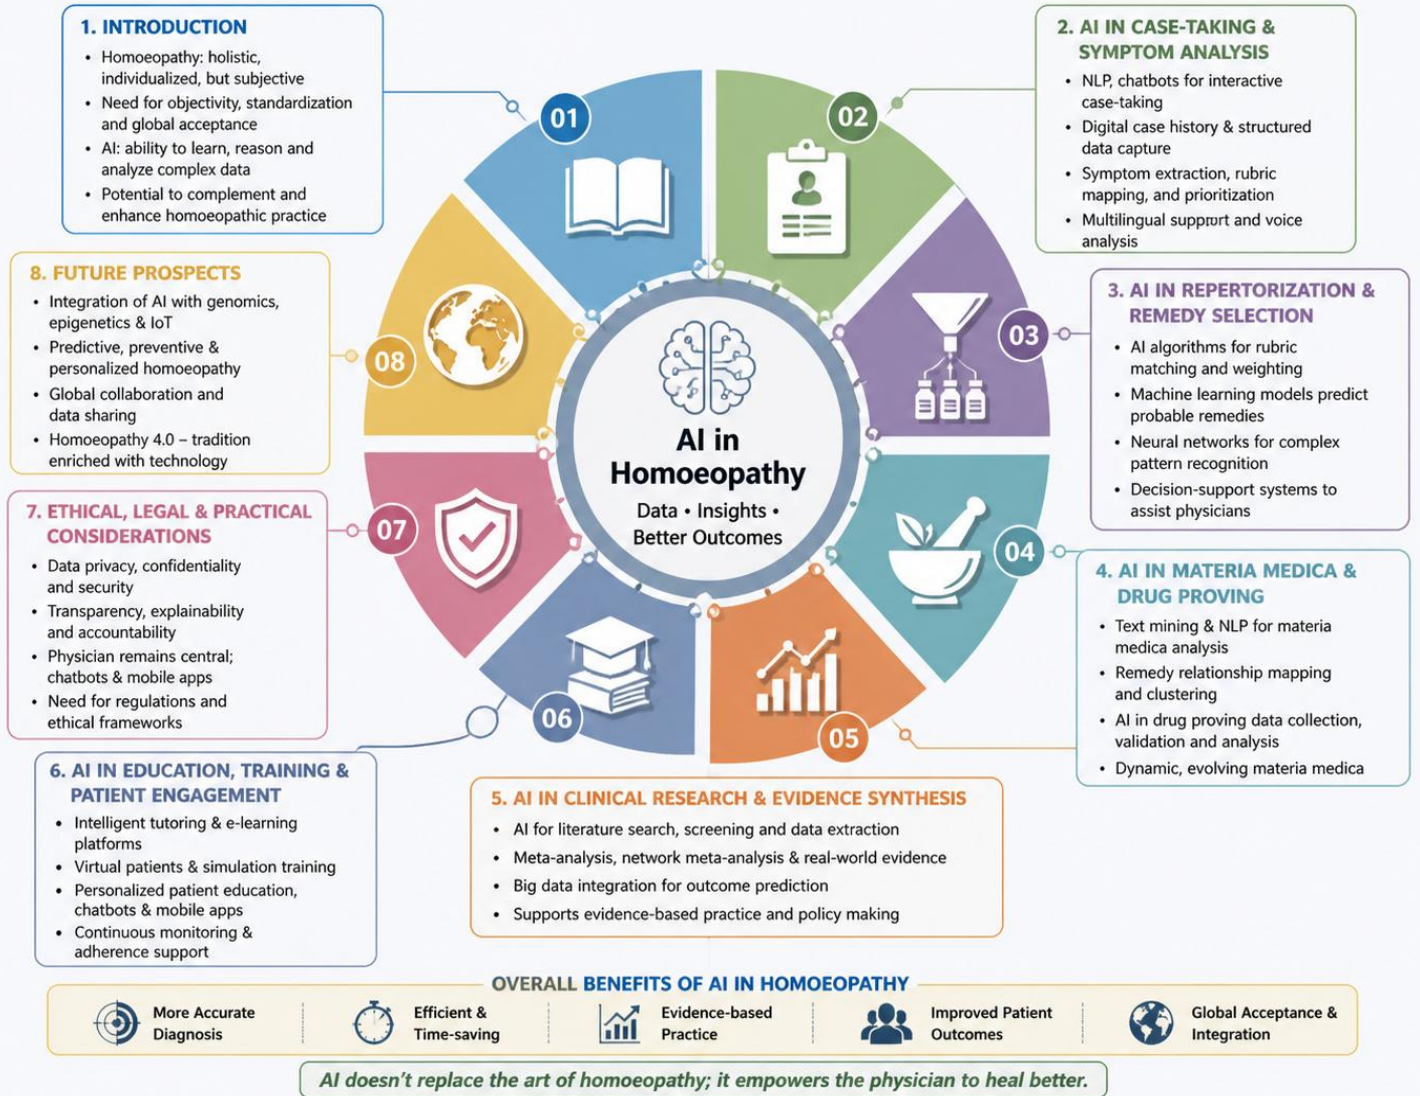 1. INTRODUCTION
• Homoeopathy: holistic,
individualized, but subjective
• Need for objectivity, standardization
and global acceptance
• AI: ability to learn, reason and
analyze complex data
• Potential to complement and
enhance homoeopathic practice
2. AI IN CASE-TAKING &
SYMPTOM ANALYSIS
• NLP, chatbots for interactive
case-taking
• Digital case history & structured
data capture
• Symptom extraction, rubric
mapping, and prioritization
• Multilingual support and voice
analysis
3. AI IN REPERTORIZATION &
REMEDY SELECTION
• AI algorithms for rubric
matching and weighting
• Machine learning models predict
probable remedies
• Neural networks for complex
pattern recognition
• Decision-support systems to
assist physicians
4. AI IN MATERIA MEDICA &
DRUG PROVING
• Text mining & NLP for materia
medica analysis
• Remedy relationship mapping
and clustering
• AI in drug proving data collection,
validation and analysis
• Dynamic, evolving materia medica
5. AI IN CLINICAL RESEARCH & EVIDENCE SYNTHESIS
• AI for literature search, screening and data extraction
• Meta-analysis, network meta-analysis & real-world evidence
• Big data integration for outcome prediction
• Supports evidence-based practice and policy making
6. AI IN EDUCATION, TRAINING &
PATIENT ENGAGEMENT
• Intelligent tutoring & e-learning
platforms
• Virtual patients & simulation training
• Personalized patient education,
chatbots & mobile apps
• Continuous monitoring &
adherence support
7. ETHICAL, LEGAL & PRACTICAL
CONSIDERATIONS
• Data privacy, confidentiality
and security
• Transparency, explainability
and accountability
• Physician remains central;
chatbots & mobile apps
• Need for regulations and
ethical frameworks
8. FUTURE PROSPECTS
• Integration of AI with genomics,
epigenetics & IoT
• Predictive, preventive &
personalized homoeopathy
• Global collaboration and
data sharing
• Homoeopathy 4.0 – tradition
enriched with technology
01
02
03
04
05
06
07
08
AI in
Homoeopathy
Data • Insights •
Better Outcomes
OVERALL BENEFITS OF AI IN HOMOEOPATHY
More Accurate
Diagnosis
Efficient &
Time-saving
Evidence-based
Practice
Improved Patient
Outcomes
Global Acceptance &
Integration
AI doesn't replace the art of homoeopathy; it empowers the physician to heal better.